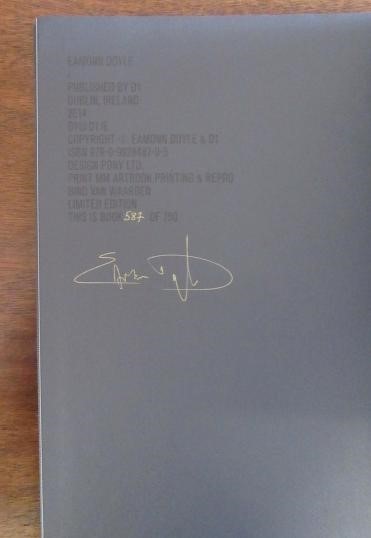 EAMONN DOYLE
/
PUBLISHED BY D1
DUBLIN, IRELAND
2014
COPYRIGHT © EAMONN DOYLE & D1
DESIGN PONY LTD.
PRINT MM ARTBOOK PRINTING & REPRO
BIND VAN WAARDEN
LIMITED EDITION
THIS IS BOOK 587 OF 750